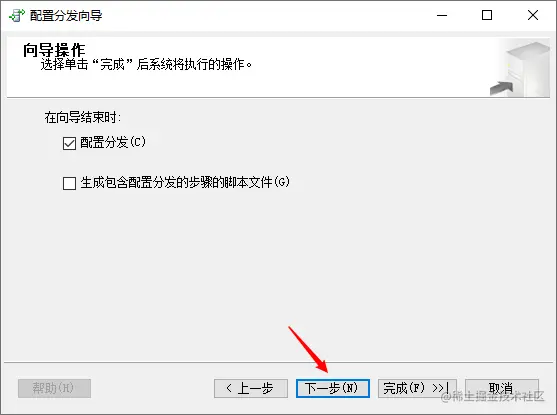 配置分发向导
向导操作
选择单击“完成”后系统将执行的操作。
在向导结束时:
配置分发(C)
生成包含配置分发的步骤的脚本文件(G)
帮助(H)
< 上一步
下一步(N)
完成(F) >>|
取消
@稀土掘金技术社区